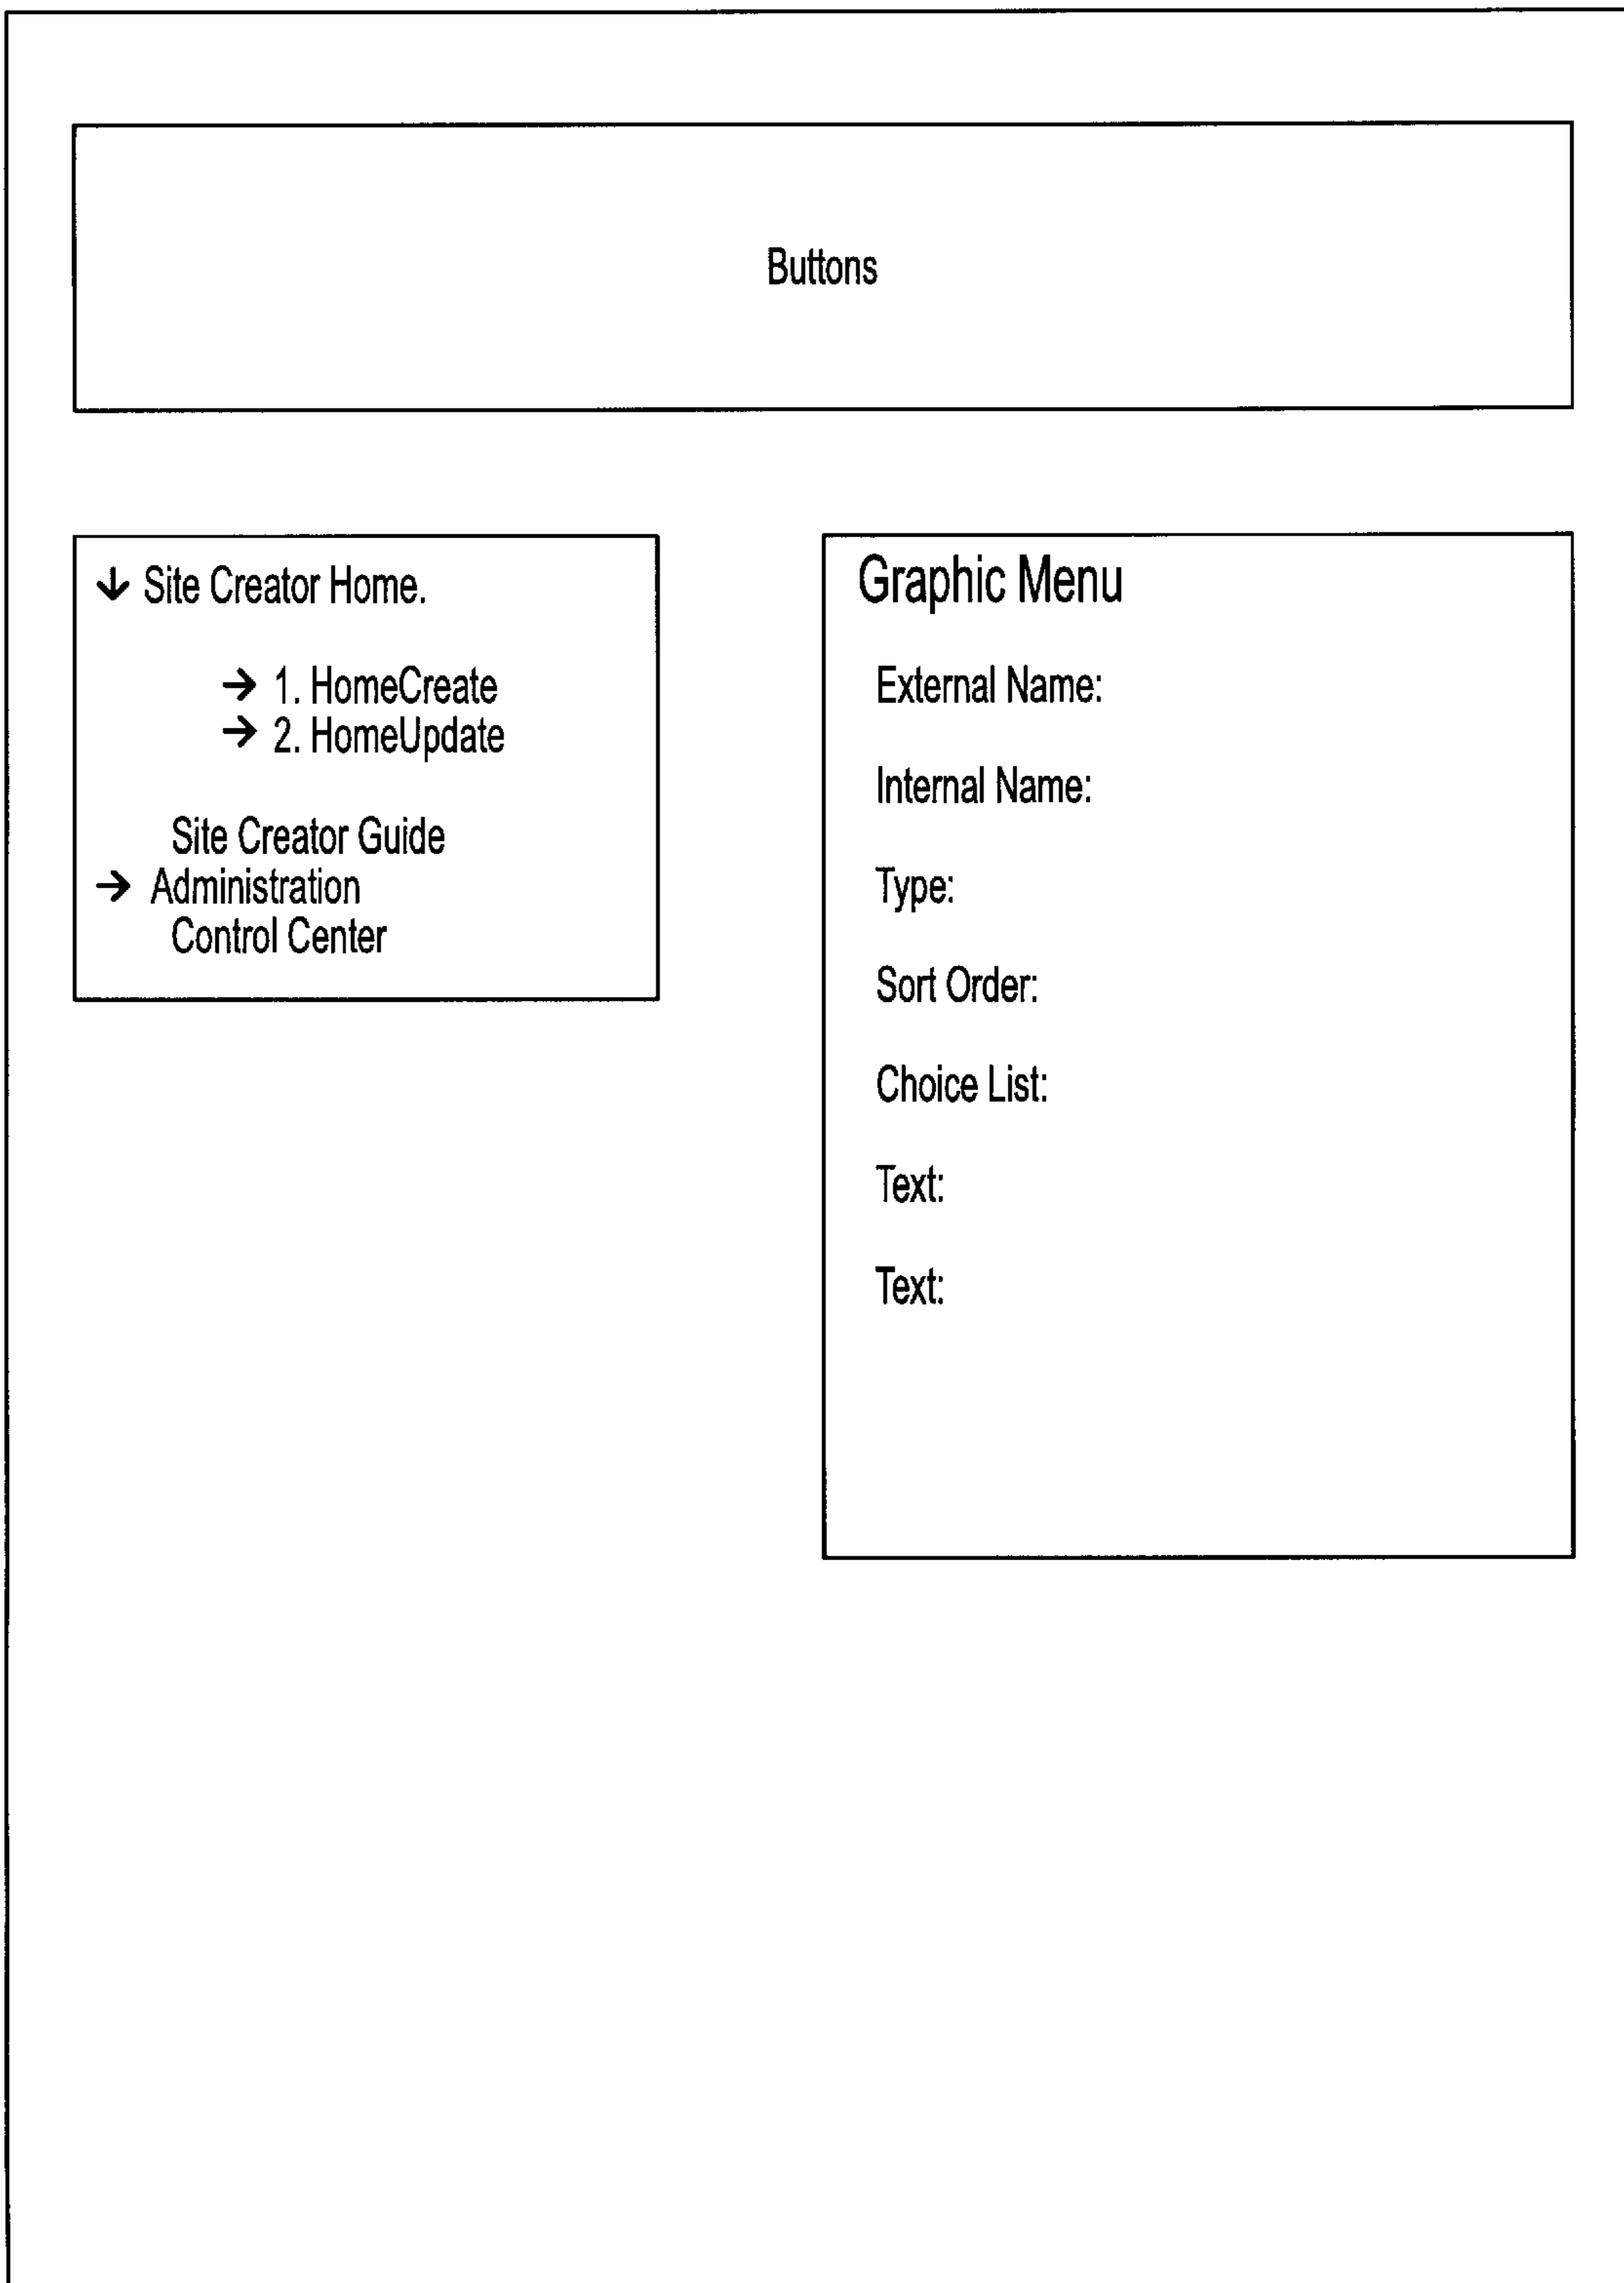 Buttons
↓ Site Creator Home.
→ 1. HomeCreate
→ 2. HomeUpdate
Site Creator Guide
→ Administration
Control Center
Graphic Menu
External Name:
Internal Name:
Type:
Sort Order:
Choice List:
Text:
Text: